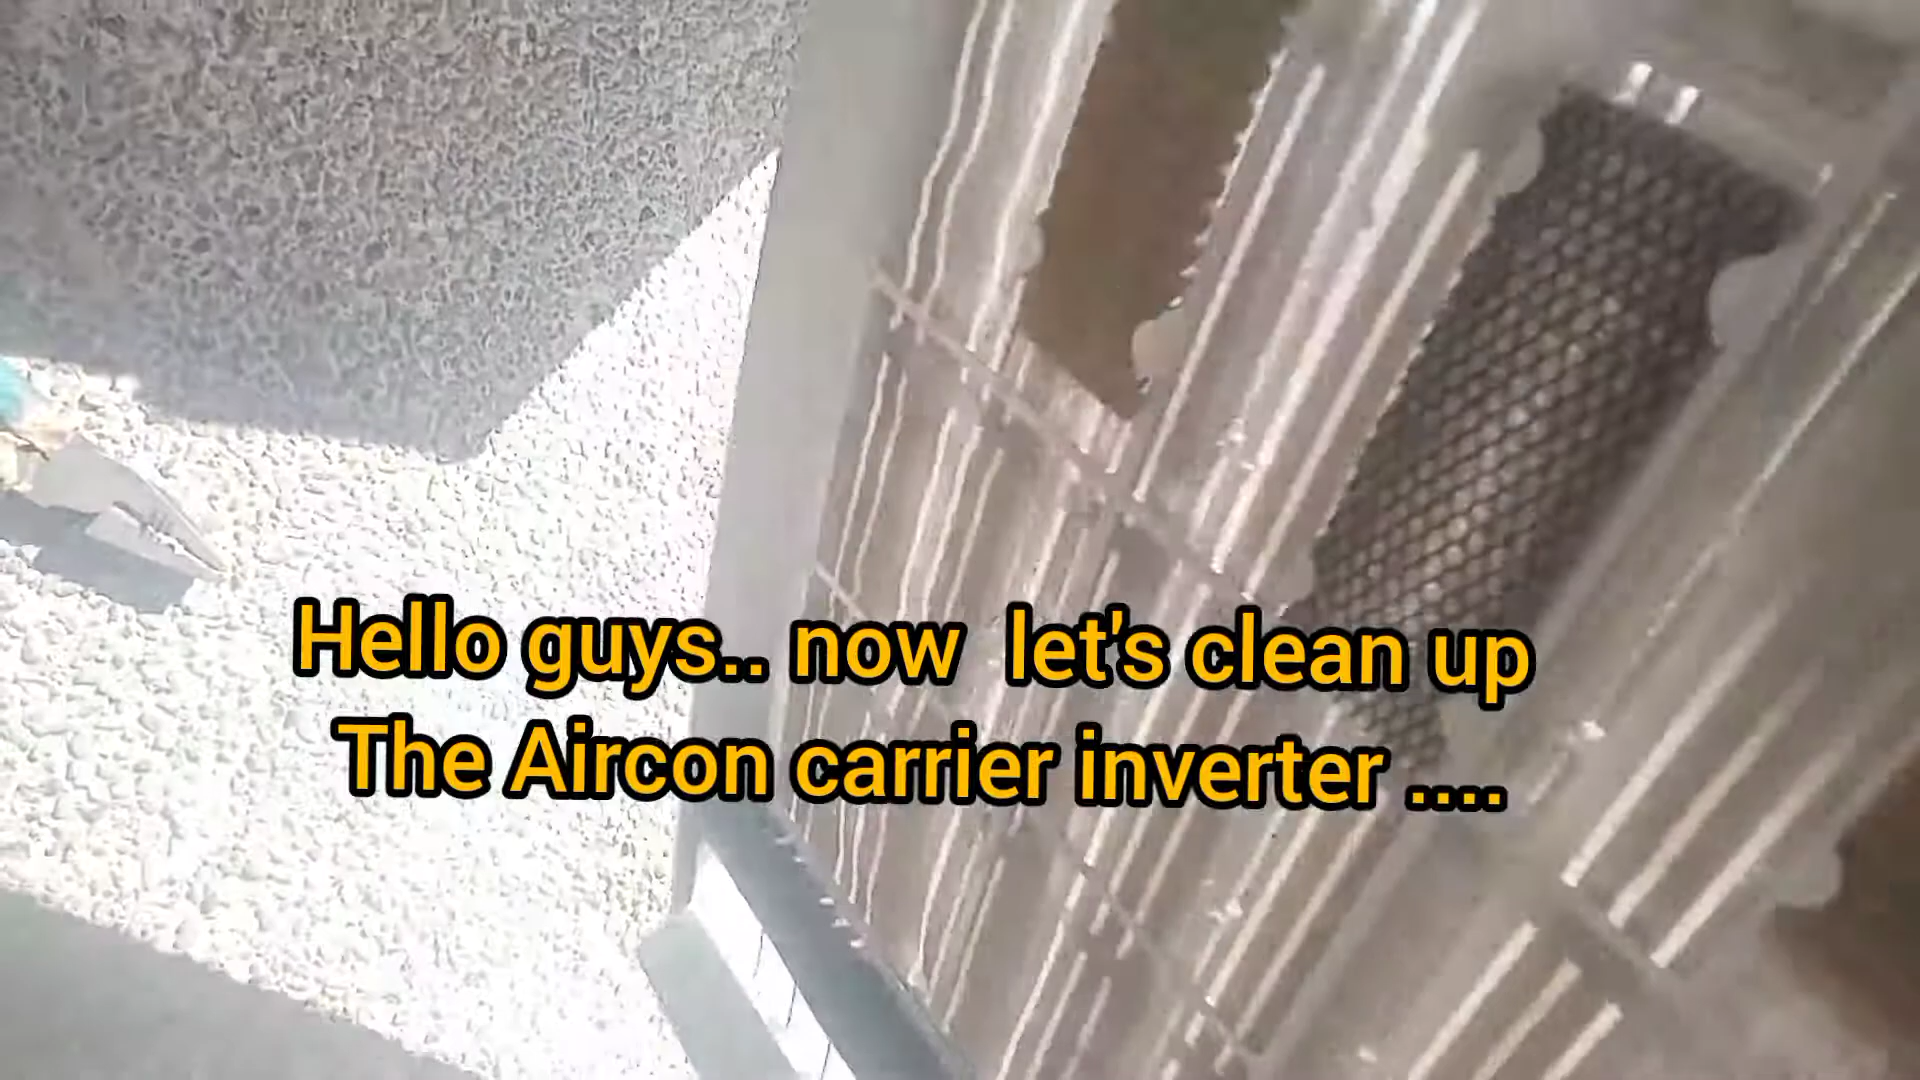 Hello guys.. now  let's clean up
The Aircon carrier inverter ....